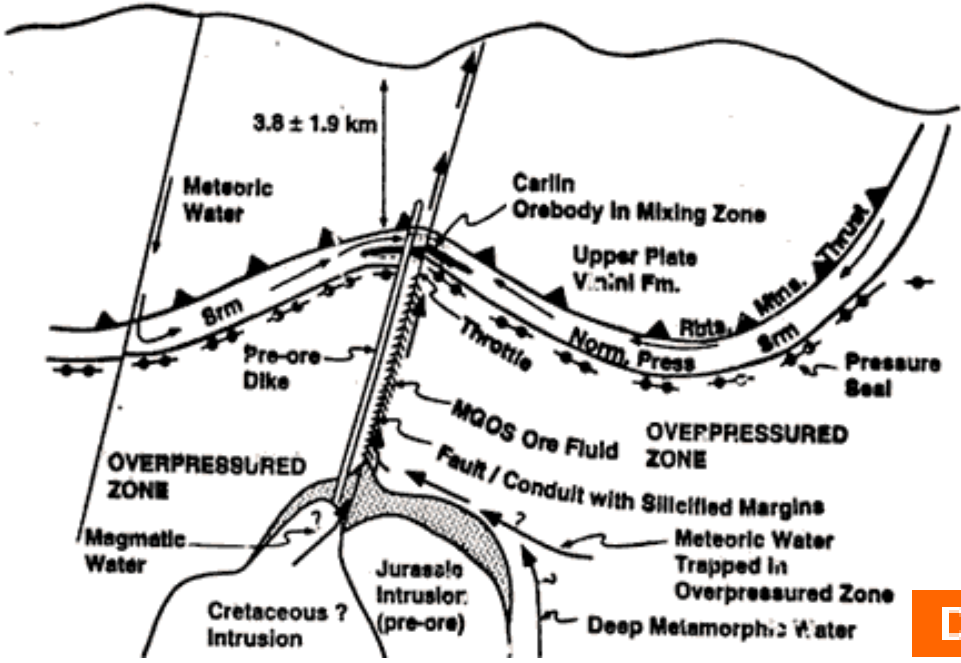 3.8 ± 1.9 km
Meteoric
Water
Carlin
Orebody in Mixing Zone
Upper Plate
Vinini Fm.
Rbts. Mtns. Thrust
Srm
Norm. Press
Srm
Throttle
Pre-ore
Dike
Pressure
Seal
MGOS Ore Fluid
OVERPRESSURED
ZONE
OVERPRESSURED
ZONE
Fault / Conduit with Silicified Margins
?
?
?
Magmatic
Water
Meteoric Water
Trapped in
Overpressured Zone
Jurassic
Intrusion
(pre-ore)
Cretaceous ?
Intrusion
Deep Metamorphic Water